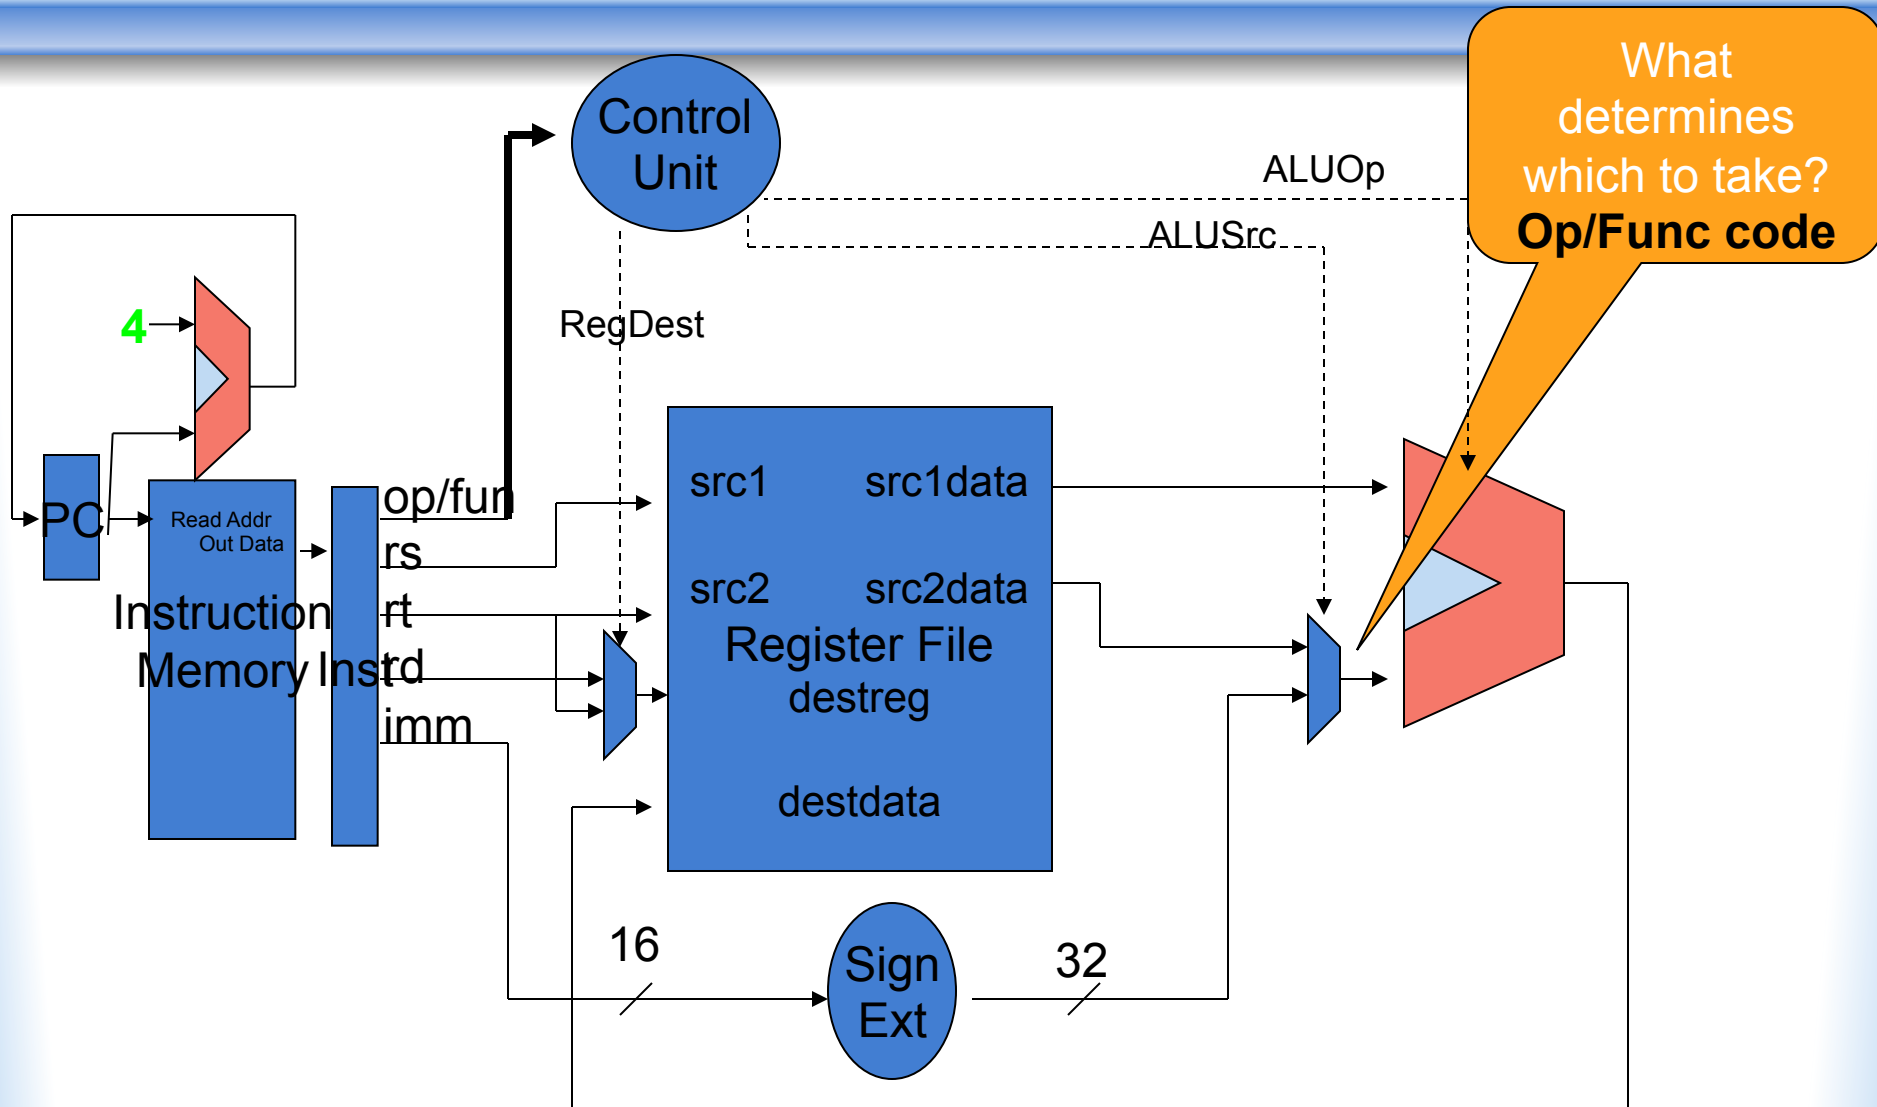 Control
Unit
What
determines
which to take?
Op/Func code
ALUOp
ALUSrc
RegDest
4
PC
Read Addr
Out Data
Instruction
Memory
Inst
op/fun
rs
rt
rd
imm
src1
src1data
src2
src2data
Register File
destreg
destdata
16
Sign
Ext
32